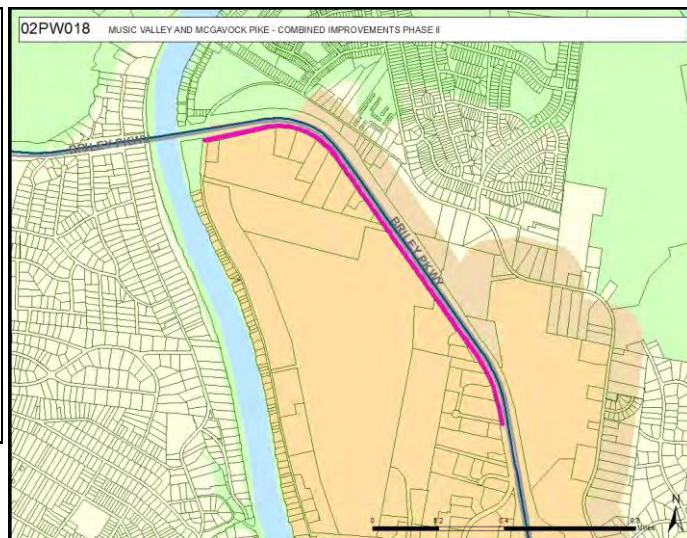 02PW018 MUSIC VALLEY AND MCGAVOCK PIKE - COMBINED IMPROVEMENTS PHASE II
BRILEY PKWY
BRILEY PKWY
N
0 0.2 0.4 0.8
Miles